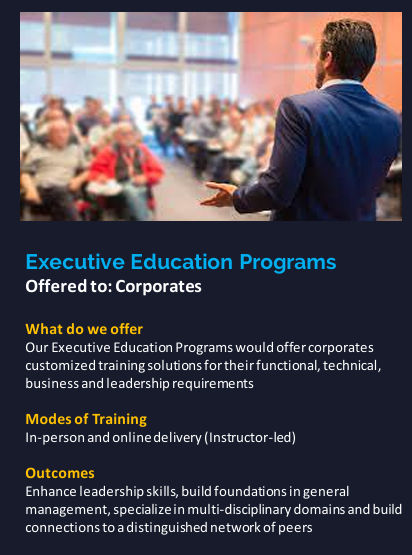 Executive Education Programs
Offered to: Corporates
What do we offer
Our Executive Education Programs would offer corporates
customized training solutions for their functional, technical,
business and leadership requirements
Modes of Training
In-person and online delivery (Instructor-led)
Outcomes
Enhance leadership skills, build foundations in general
management, specialize in multi-disciplinary domains and build
connections to a distinguished network of peers